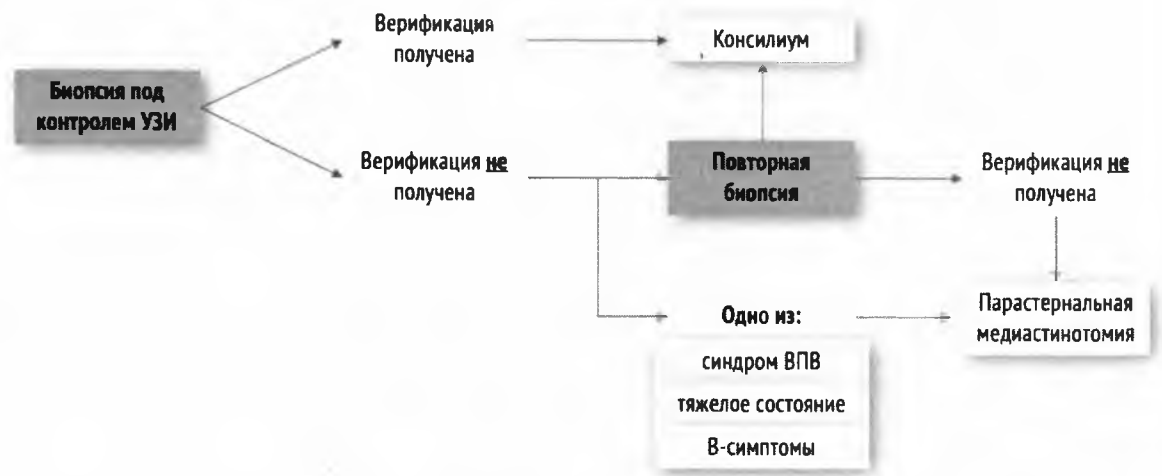 Верификация
получена
Консилиум
Биопсия под
контролем УЗИ
Верификация не
получена
Повторная
биопсия
Верификация не
получена
Одно из:
Парастернальная
медиастинотомия
синдром ВПВ
тяжелое состояние
В-симптомы